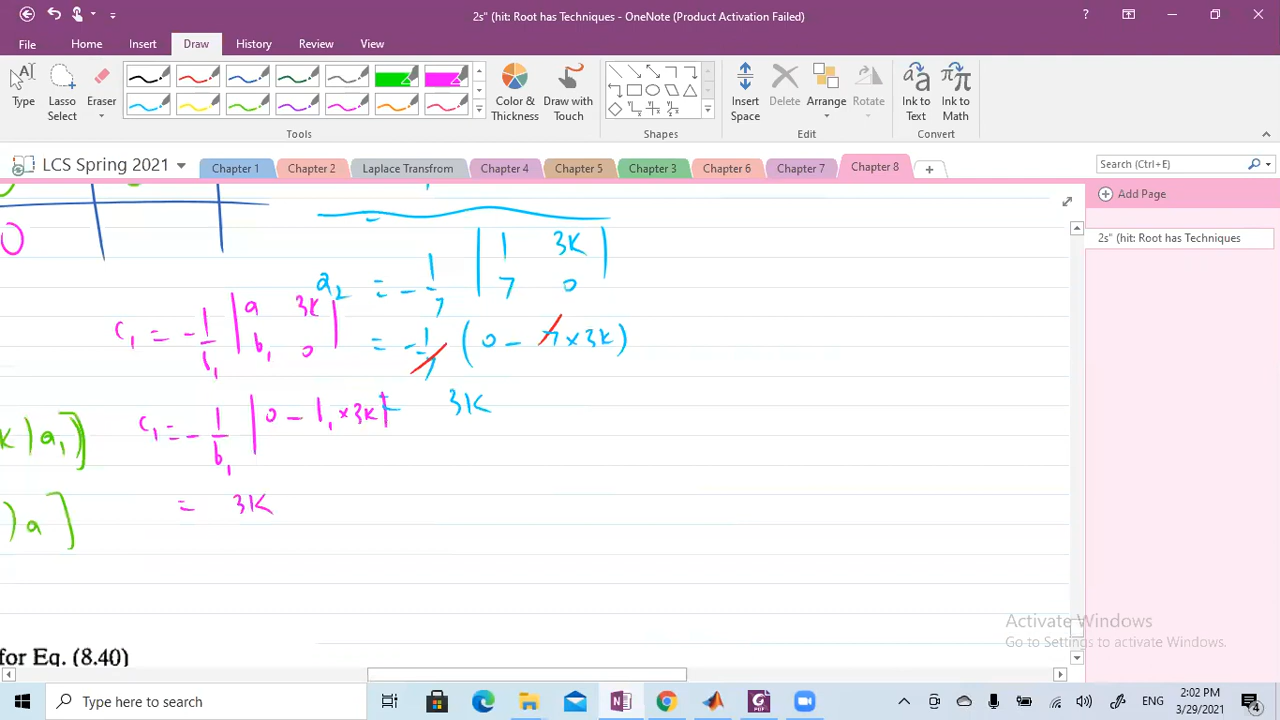 2s" (hit: Root has Techniques - OneNote (Product Activation Failed)
File Home Insert Draw History Review View
Type Lasso Select Eraser Color & Thickness Draw with Touch Insert Space Delete Arrange Rotate Ink to Text Ink to Math
Tools Shapes Edit Convert
LCS Spring 2021 Chapter 1 Chapter 2 Laplace Transfrom Chapter 4 Chapter 5 Chapter 3 Chapter 6 Chapter 7 Chapter 8 Search (Ctrl+E)
Add Page
2s" (hit: Root has Techniques
0
a2 = -1/7 | 1 3K
7 0 |
= -1/7 (0 - 7 × 3K)
= 3K
C1 = -1/b1 | a 3K
b1 0 |
C1 = -1/b1 | 0 - b1 × 3K |
= 3K
K ) a1 ]
) a ]
for Eq. (8.40)
Activate Windows
Go to Settings to activate Windows.
Type here to search
ENG
2:02 PM
3/29/2021
4